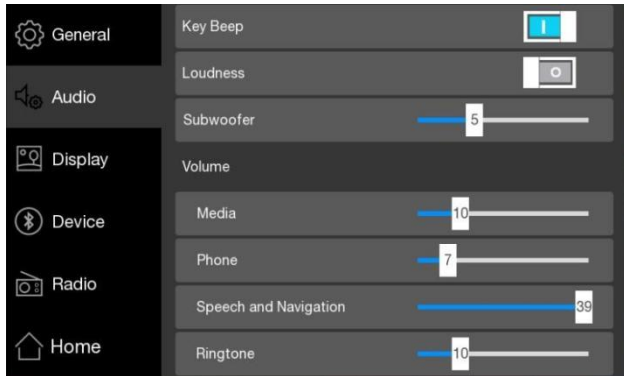 General
Audio
Display
Device
Radio
Home
Key Beep
Loudness
Subwoofer 5
Volume
Media 10
Phone 7
Speech and Navigation 39
Ringtone 10